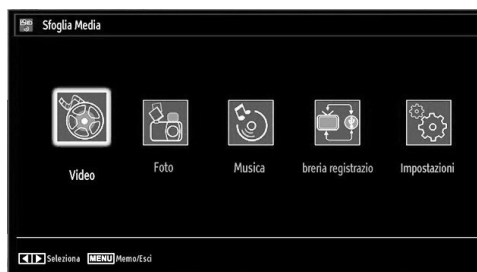 Sfoglia Media
Video Foto Musica breria registrazio Impostazioni
Seleziona MENU Memo/Esci